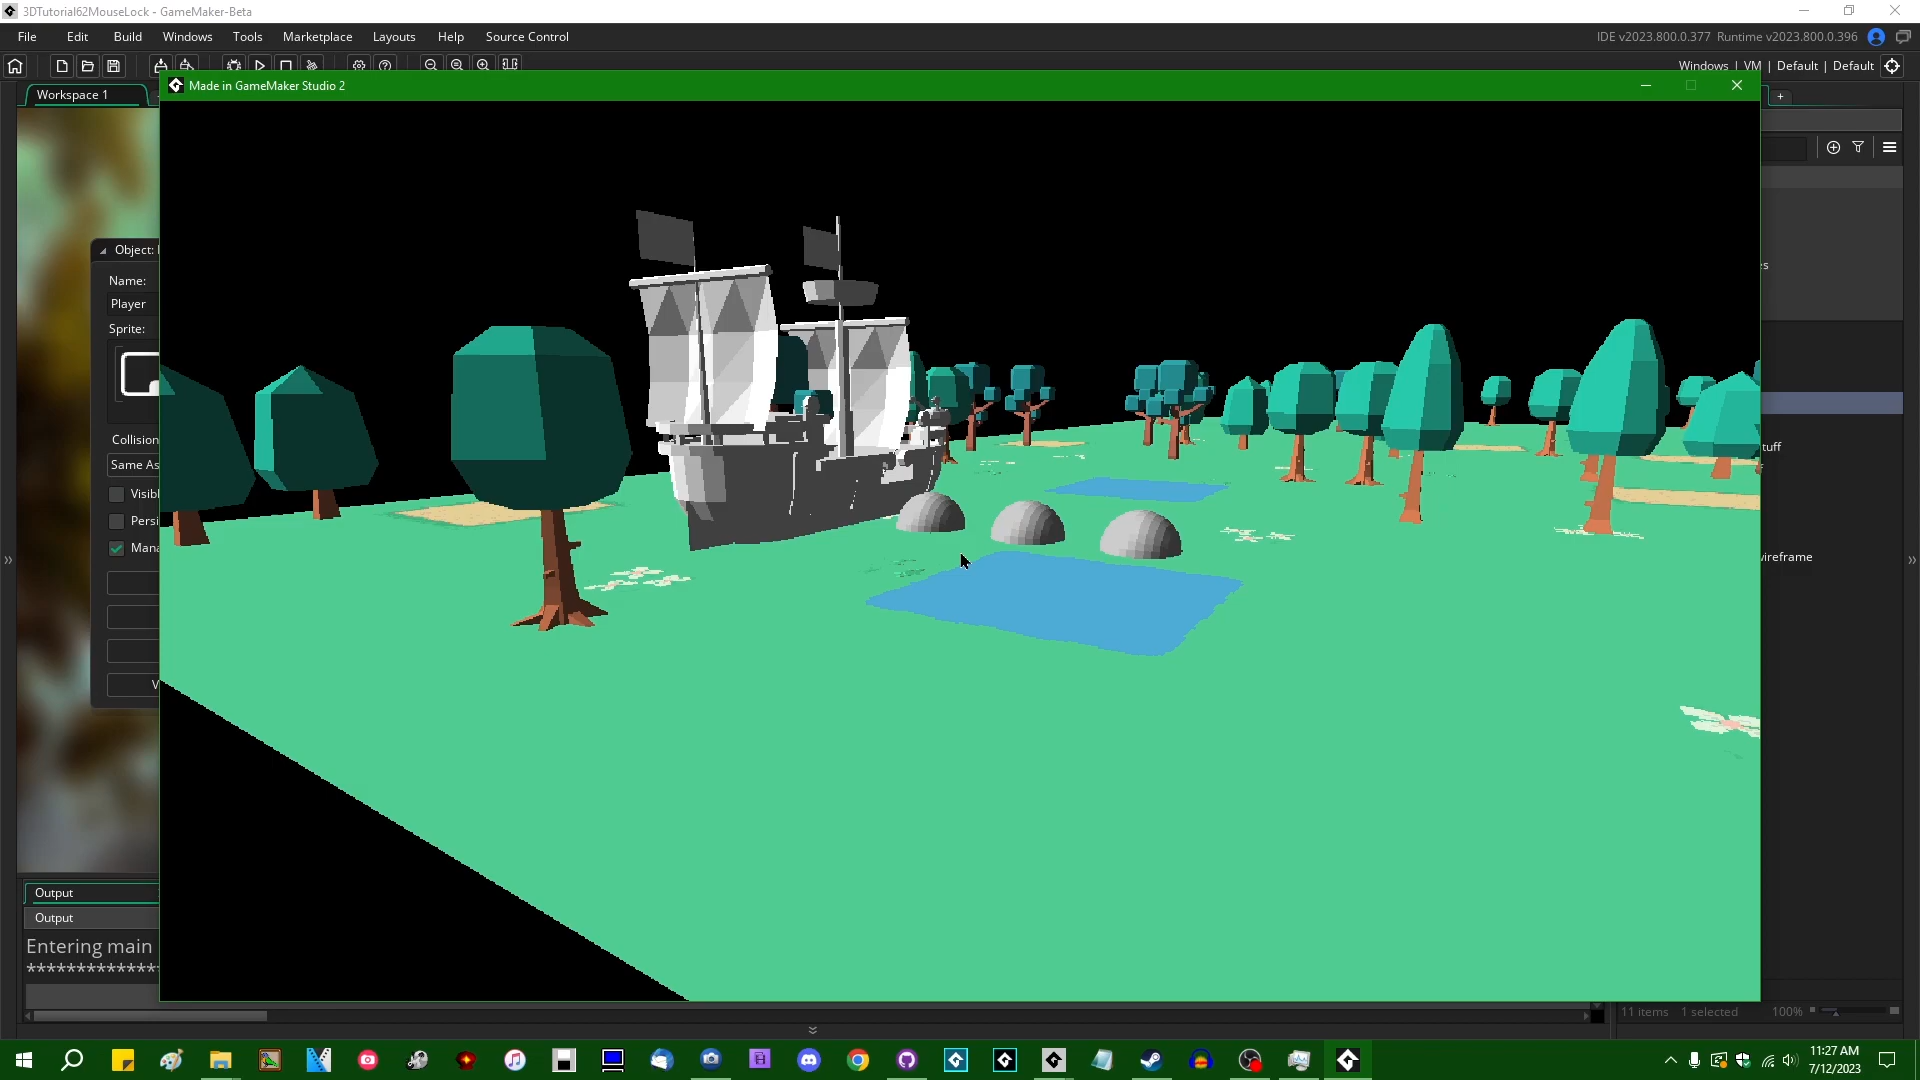 3DTutorial62MouseLock - GameMaker-Beta
File Edit Build Windows Tools Marketplace Layouts Help Source Control
IDE v2023.800.0.377 Runtime v2023.800.0.396
Windows | VM | Default | Default
Workspace 1
Made in GameMaker Studio 2
Object:
Name:
Player
Sprite:
Collision
Same As
Visibl
Persi
Mana
V
es
tuff
wireframe
Output
Output
Entering main
*************
11 items 1 selected 100%
11:27 AM
7/12/2023